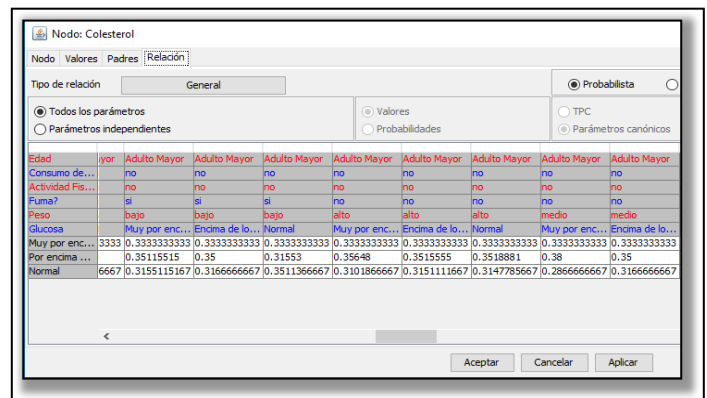 Nodo: Colesterol
Nodo Valores Padres Relación
Tipo de relación General Probabilista
Todos los parámetros Valores TPC
Parámetros independientes Probabilidades Parámetros canónicos
Edad ayor Adulto Mayor Adulto Mayor Adulto Mayor Adulto Mayor Adulto Mayor Adulto Mayor Adulto Mayor Adulto Mayor
Consumo de... no no no no no no no no
Actividad Fis... no no no no no no no no
Fuma? si si si no no no no no
Peso bajo bajo bajo alto alto alto medio medio
Glucosa Muy por enc... Encima de lo... Normal Muy por enc... Encima de lo... Normal Muy por enc... Encima de lo...
Muy por enc... 3333 0.3333333333 0.3333333333 0.3333333333 0.3333333333 0.3333333333 0.3333333333 0.3333333333 0.3333333333
Por encima ... 0.35115515 0.35 0.31553 0.35648 0.3515555 0.3518881 0.38 0.35
Normal 6667 0.3155115167 0.3166666667 0.3511366667 0.3101866667 0.3151111667 0.3147785667 0.2866666667 0.3166666667
Aceptar Cancelar Aplicar